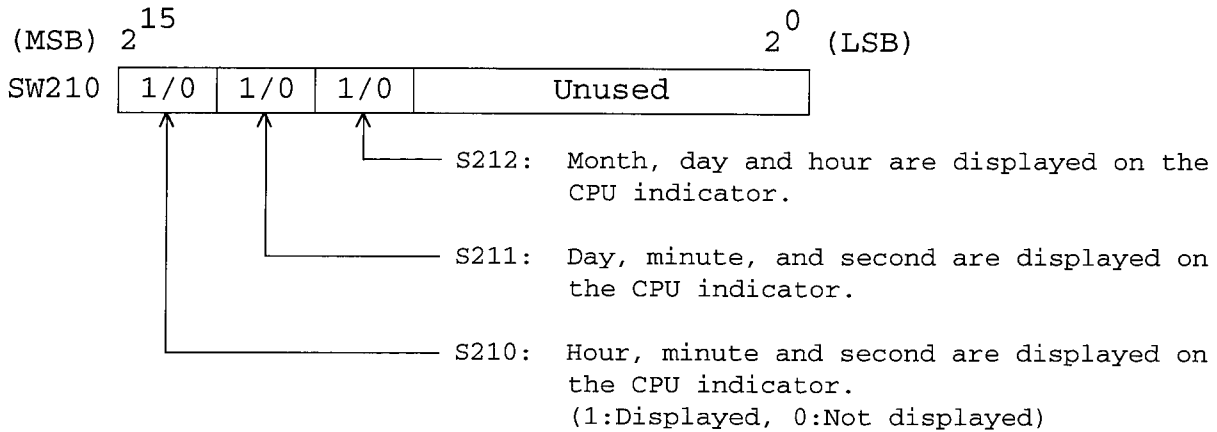 (MSB) 2^15 2^0 (LSB)
SW210 1/0 1/0 1/0 Unused
S212: Month, day and hour are displayed on the
CPU indicator.
S211: Day, minute, and second are displayed on
the CPU indicator.
S210: Hour, minute and second are displayed on
the CPU indicator.
(1:Displayed, 0:Not displayed)